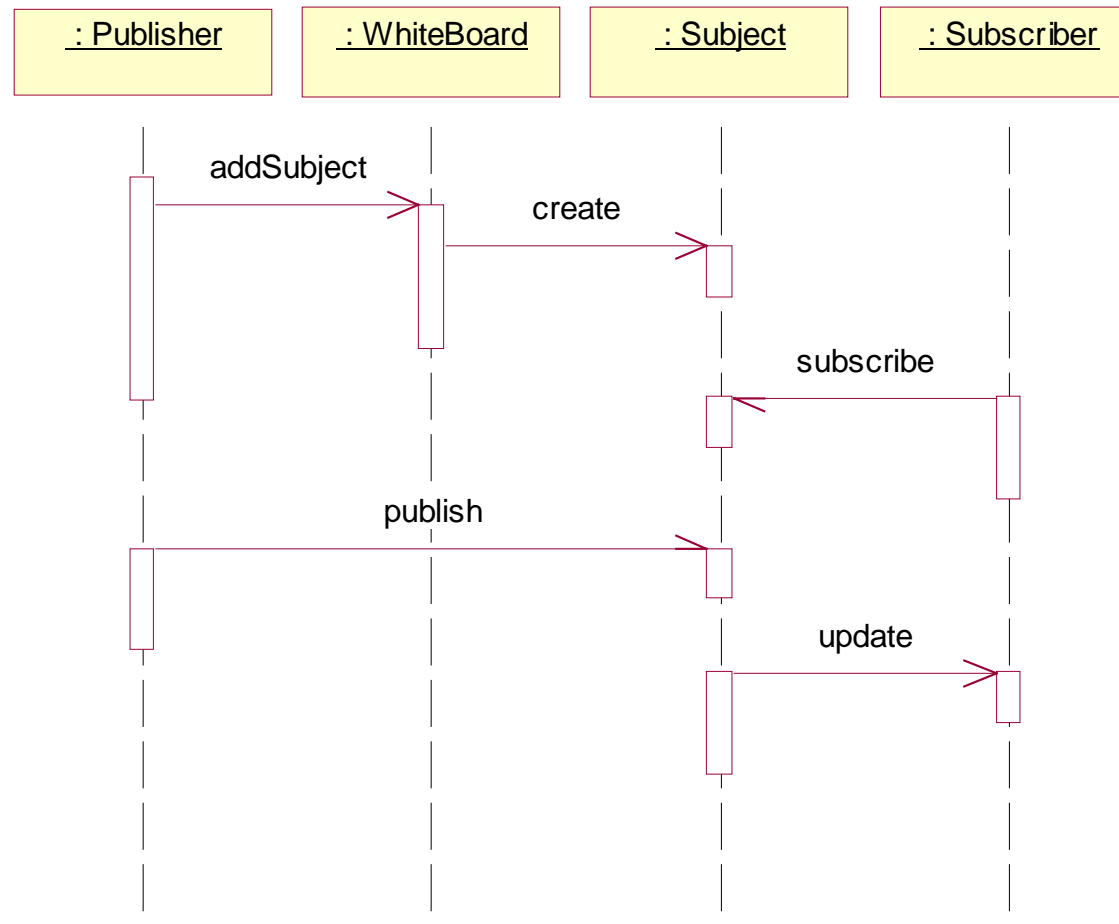 : Publisher
: WhiteBoard
: Subject
: Subscriber
addSubject
create
subscribe
publish
update